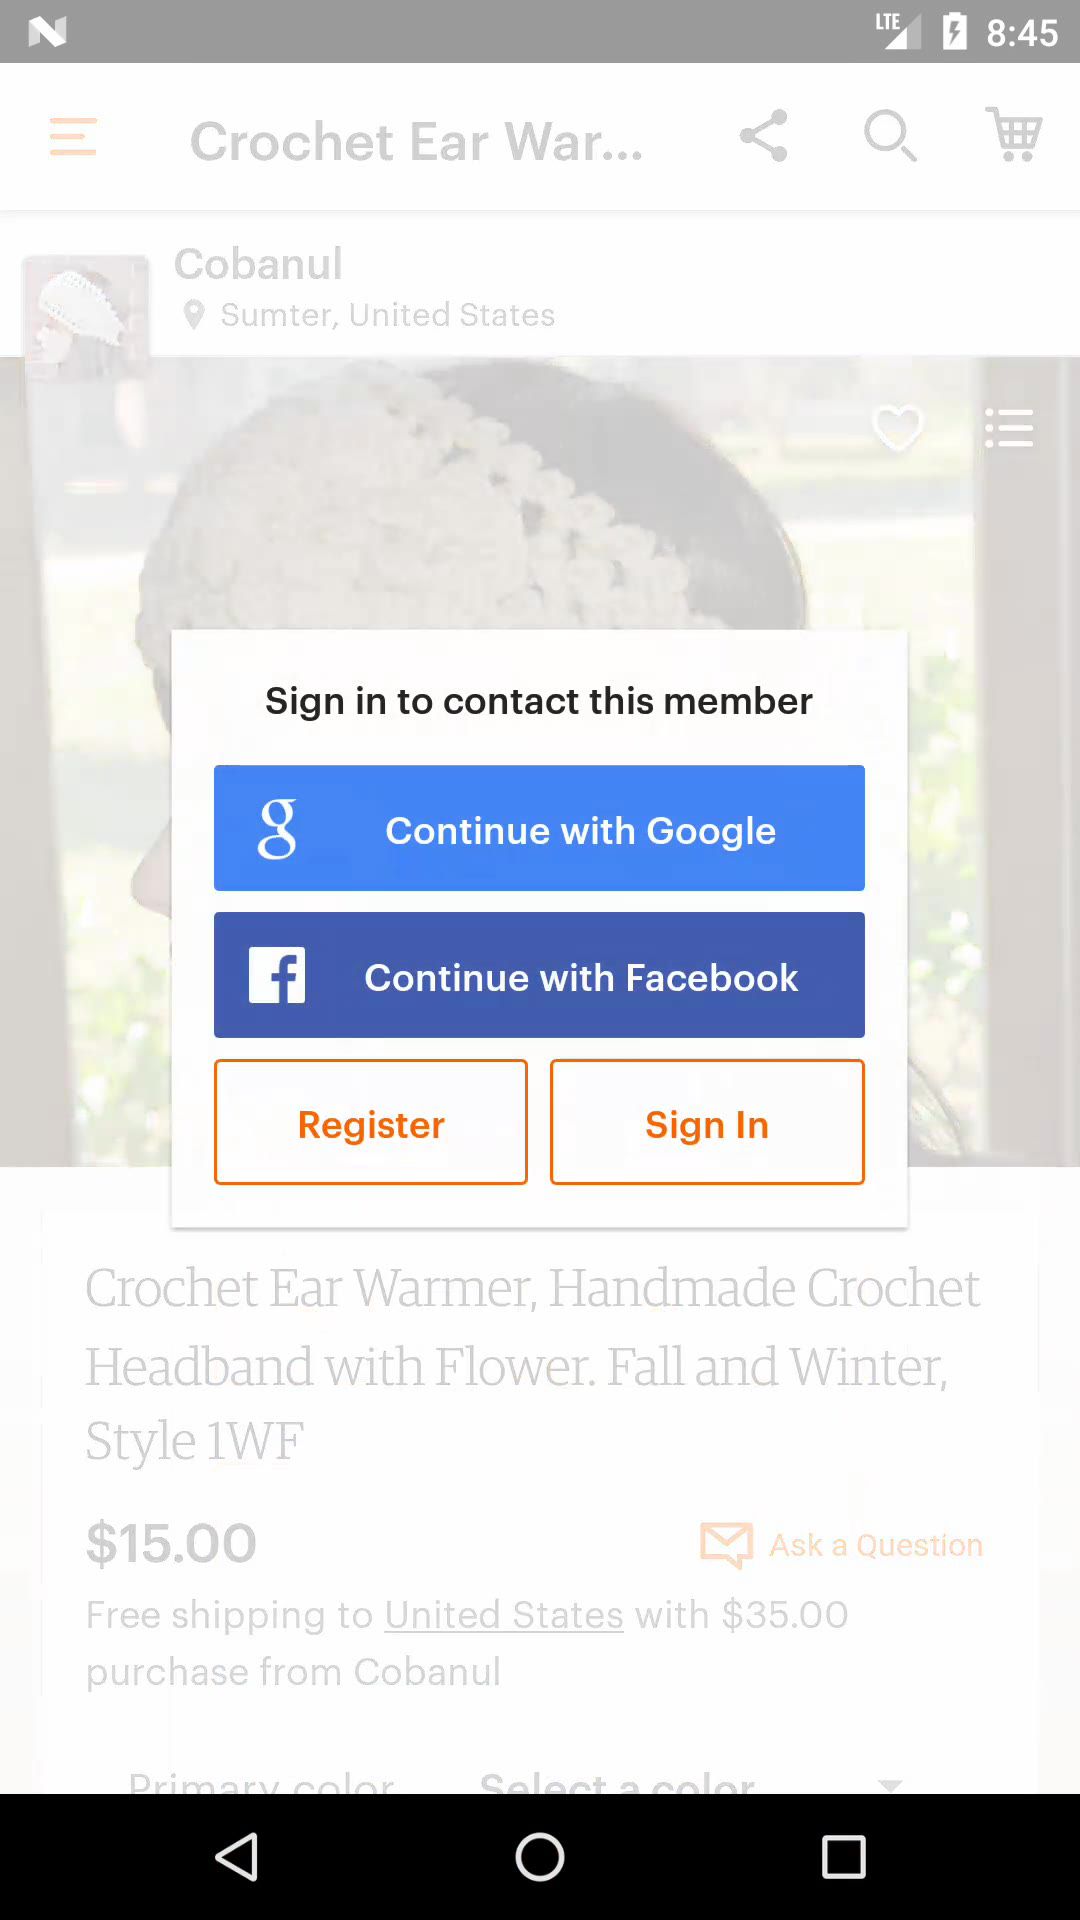 LTE 8:45
Crochet Ear War...
Cobanul
Sumter, United States
Sign in to contact this member
g Continue with Google
f Continue with Facebook
Register Sign In
Crochet Ear Warmer, Handmade Crochet
Headband with Flower. Fall and Winter,
Style 1WF
$15.00 Ask a Question
Free shipping to United States with $35.00
purchase from Cobanul
Primary color Select a color